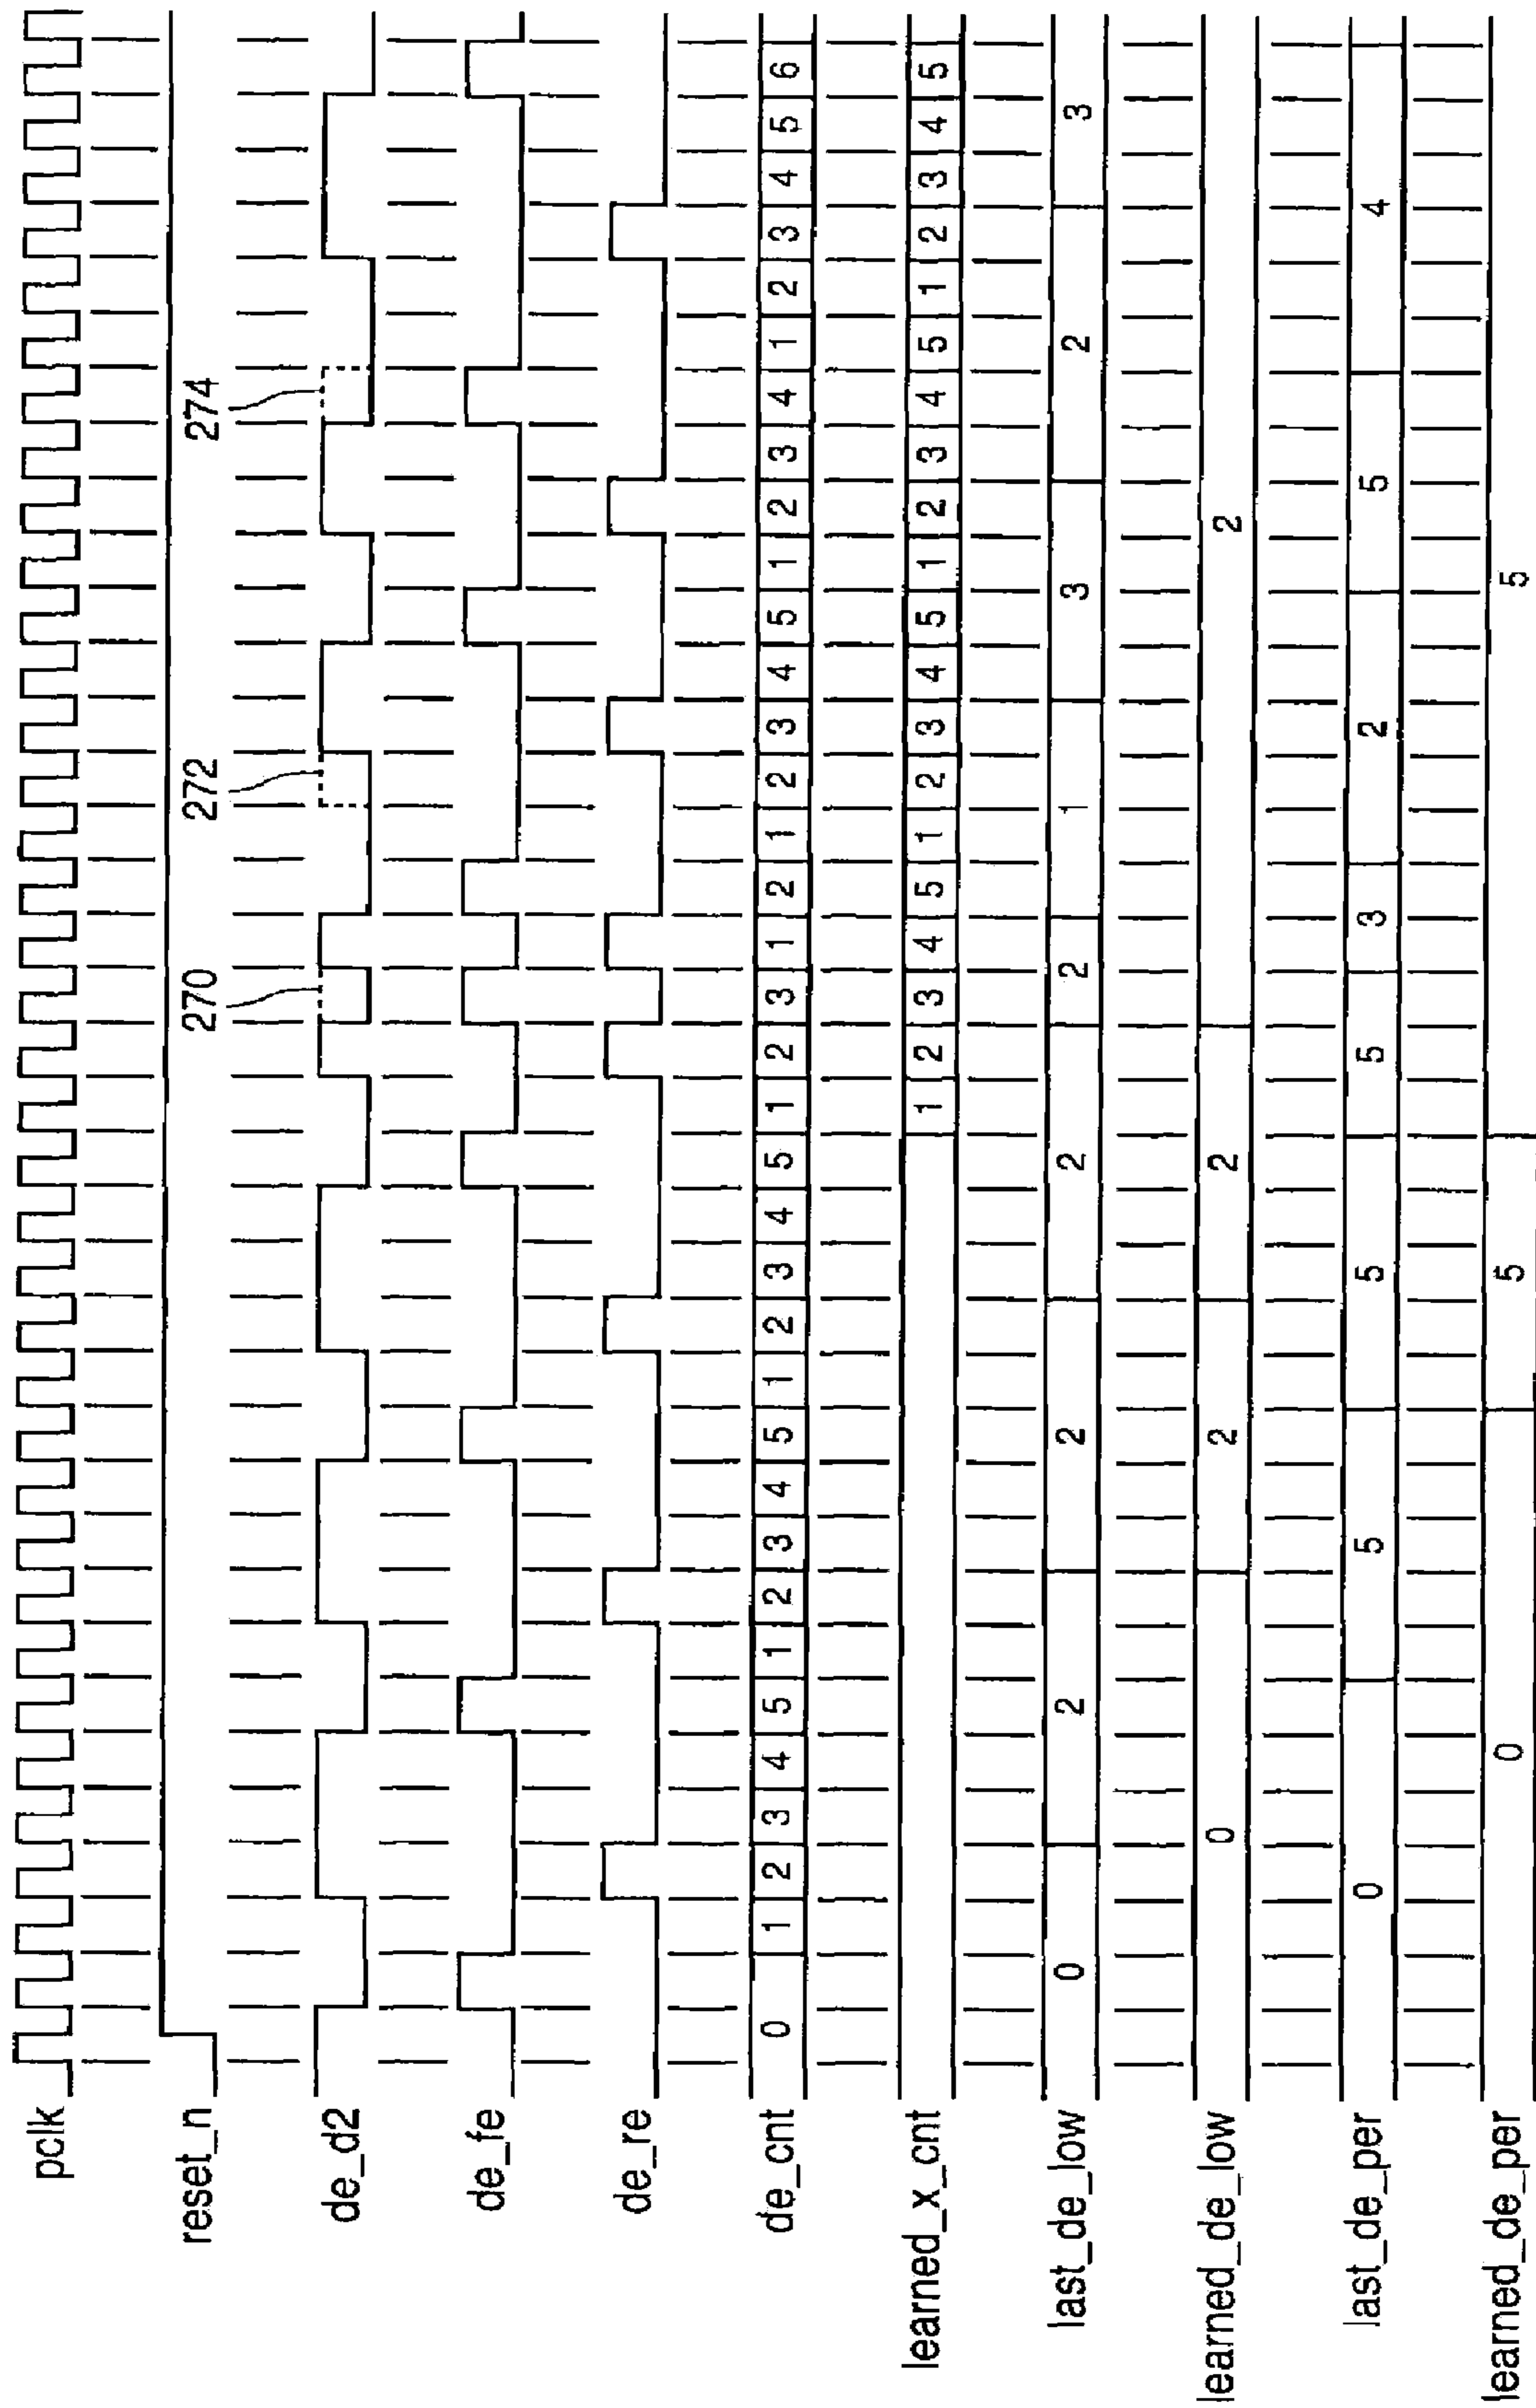 pclk
reset_n
270 272 274
de_d2
de_fe
de_re
de_cnt 0 1 2 3 4 5 1 2 3 4 5 1 2 3 4 5 1 2 3 1 2 1 2 3 4 5 1 2 3 4 1 2 3 4 5 6
learned_x_cnt 1 2 3 4 5 1 2 3 4 5 1 2 3 4 5 1 2 3 4 5
last_de_low 0 2 2 2 2 1 3 2 3
learned_de_low 0 2 2 2
last_de_per 0 5 5 5 3 2 5 4
learned_de_per 0 5 5